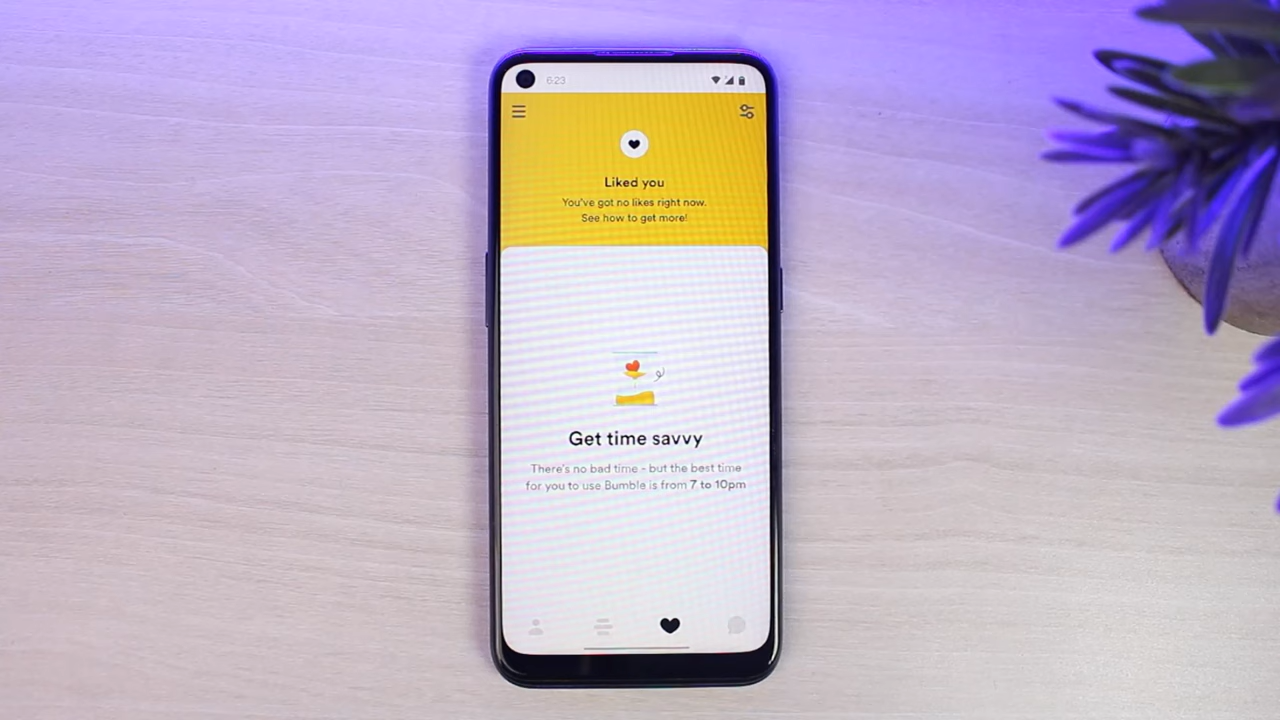 6:23
Liked you
You've got no likes right now.
See how to get more!
Get time savvy
There's no bad time - but the best time
for you to use Bumble is from 7 to 10pm